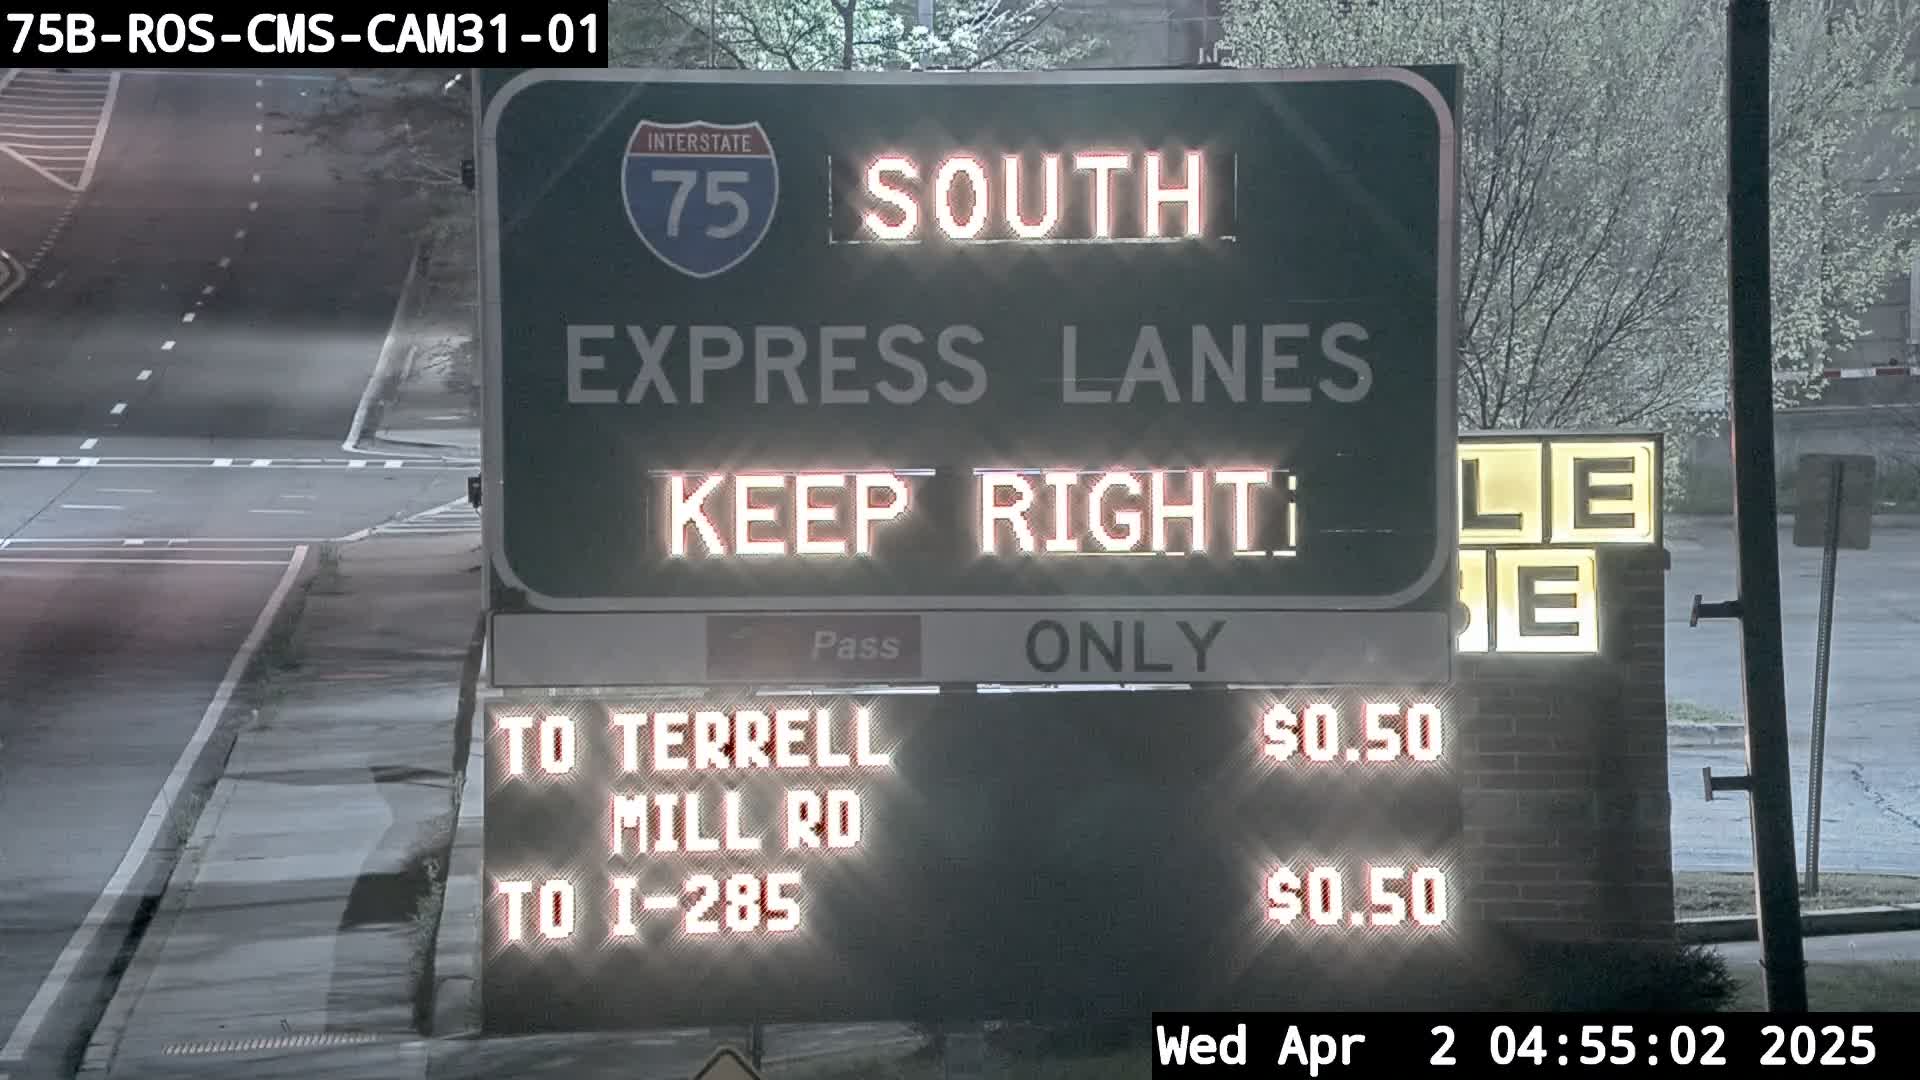 75B-ROS-CMS-CAM31-01
INTERSTATE
75
SOUTH
EXPRESS LANES
KEEP RIGHT
Pass ONLY
TO TERRELL $0.50
MILL RD
TO I-285 $0.50
LE
E
Wed Apr 2 04:55:02 2025